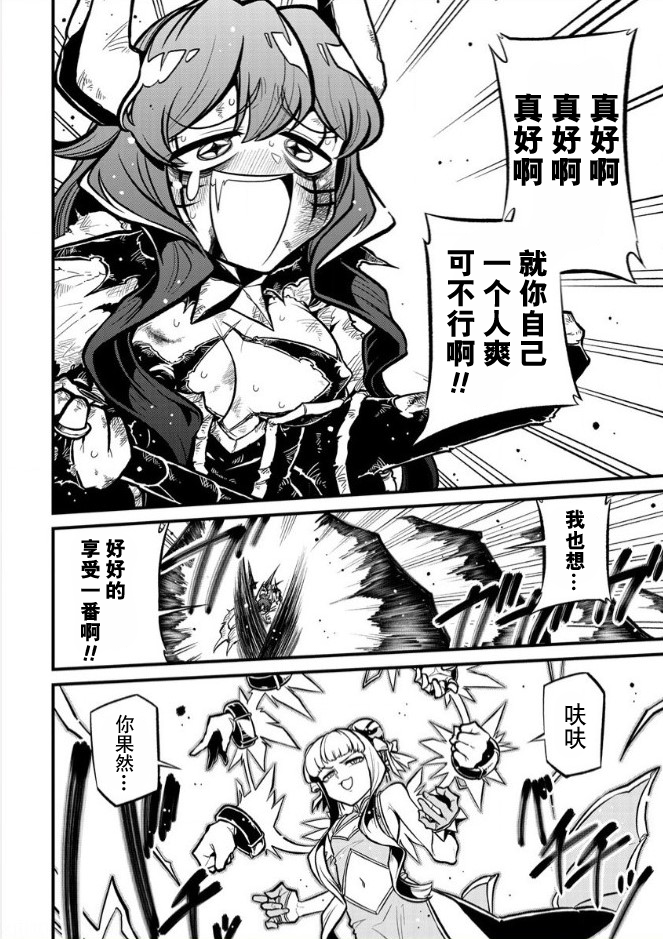 真好啊
真好啊
真好啊
就你自己
一个人爽
可不行啊!!
我也想…
好好的
享受一番啊!!
呋呋
你果然…